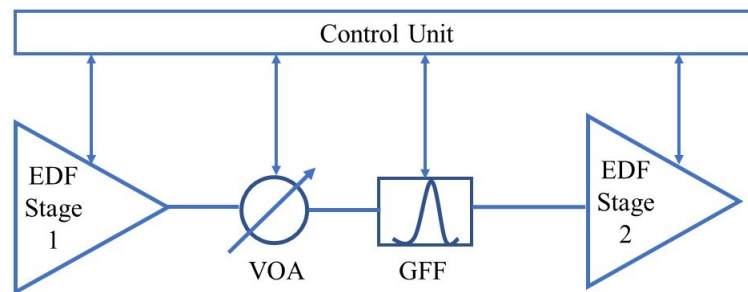 Control Unit
EDF
Stage
1
VOA
GFF
EDF
Stage
2